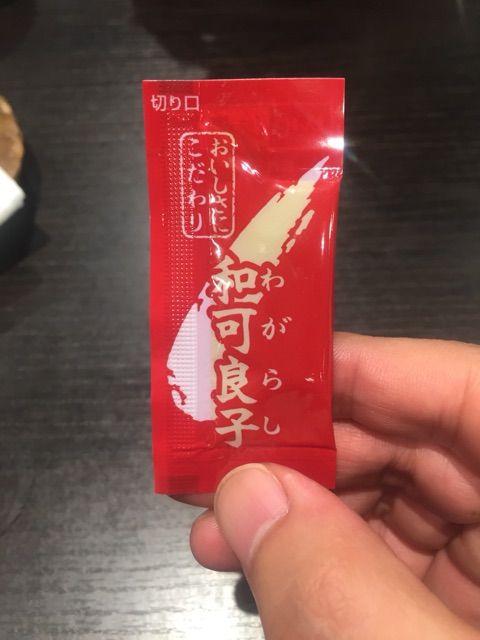 切り口
おいしさに
こだわり
わがらし
和可良子